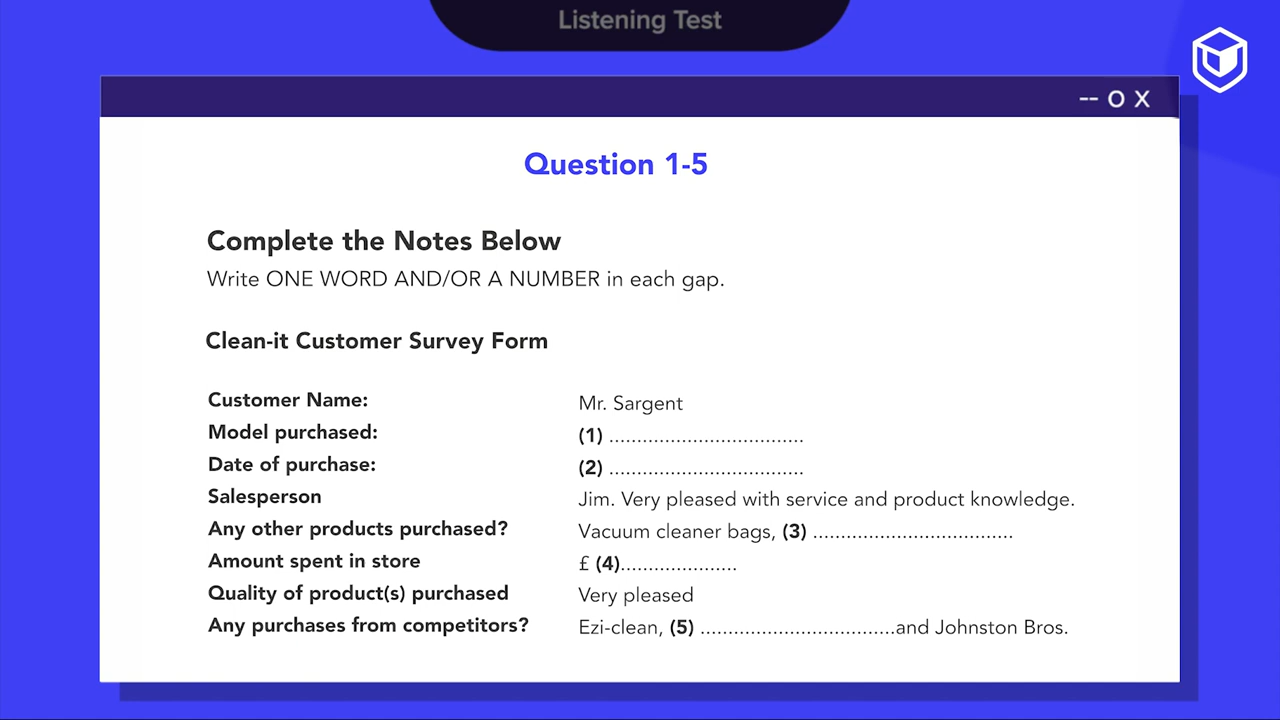 Listening Test
-- O X
Question 1-5
Complete the Notes Below
Write ONE WORD AND/OR A NUMBER in each gap.
Clean-it Customer Survey Form
Customer Name: Mr. Sargent
Model purchased: (1) ...................................
Date of purchase: (2) ...................................
Salesperson Jim. Very pleased with service and product knowledge.
Any other products purchased? Vacuum cleaner bags, (3) ....................................
Amount spent in store £ (4).....................
Quality of product(s) purchased Very pleased
Any purchases from competitors? Ezi-clean, (5) ...................................and Johnston Bros.